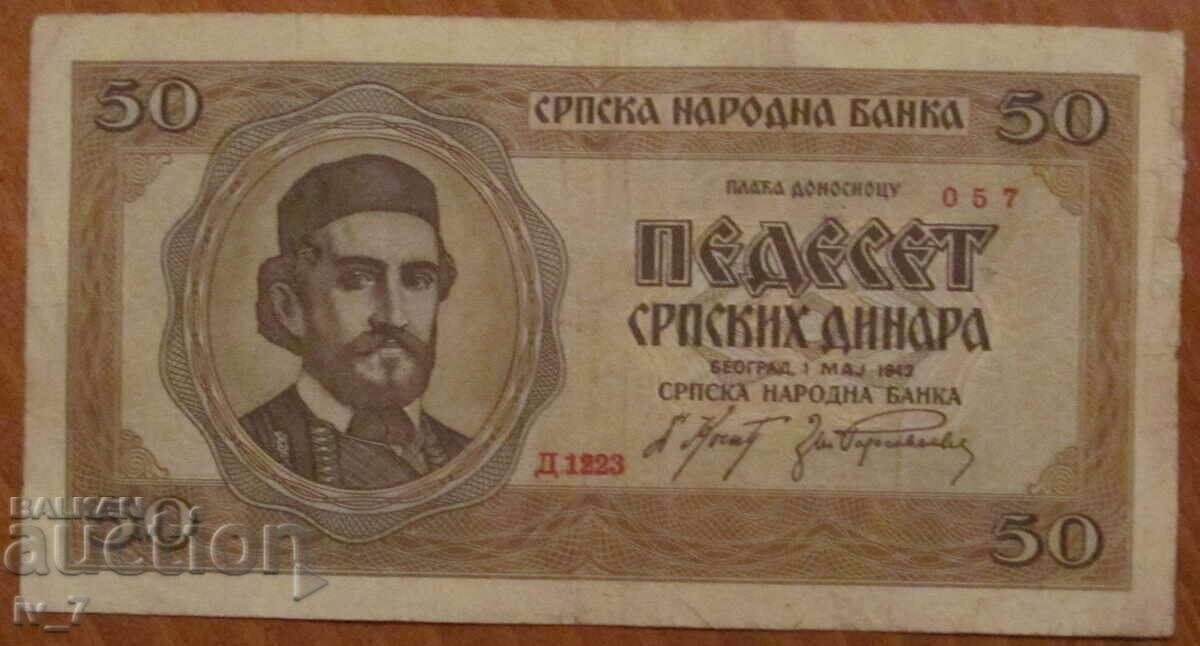 50
СРПСКА НАРОДНА БАНКА
50
ПЛАЋА ДОНОСИОЦУ
057
ПЕДЕСЕТ
СРПСКИХ ДИНАРА
БЕОГРАД, 1 МАЈ 1942
СРПСКА НАРОДНА БАНКА
Д.1223
50
50
BALKAN
auction
iv_7